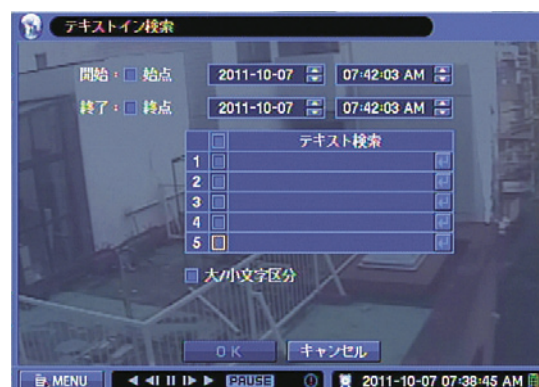 テキストイン検索
開始: 始点 2011-10-07 07:42:03 AM
終了: 終点 2011-10-07 07:42:03 AM
テキスト検索
1
2
3
4
5
大/小文字区分
OK キャンセル
MENU PAUSE 2011-10-07 07:38:45 AM